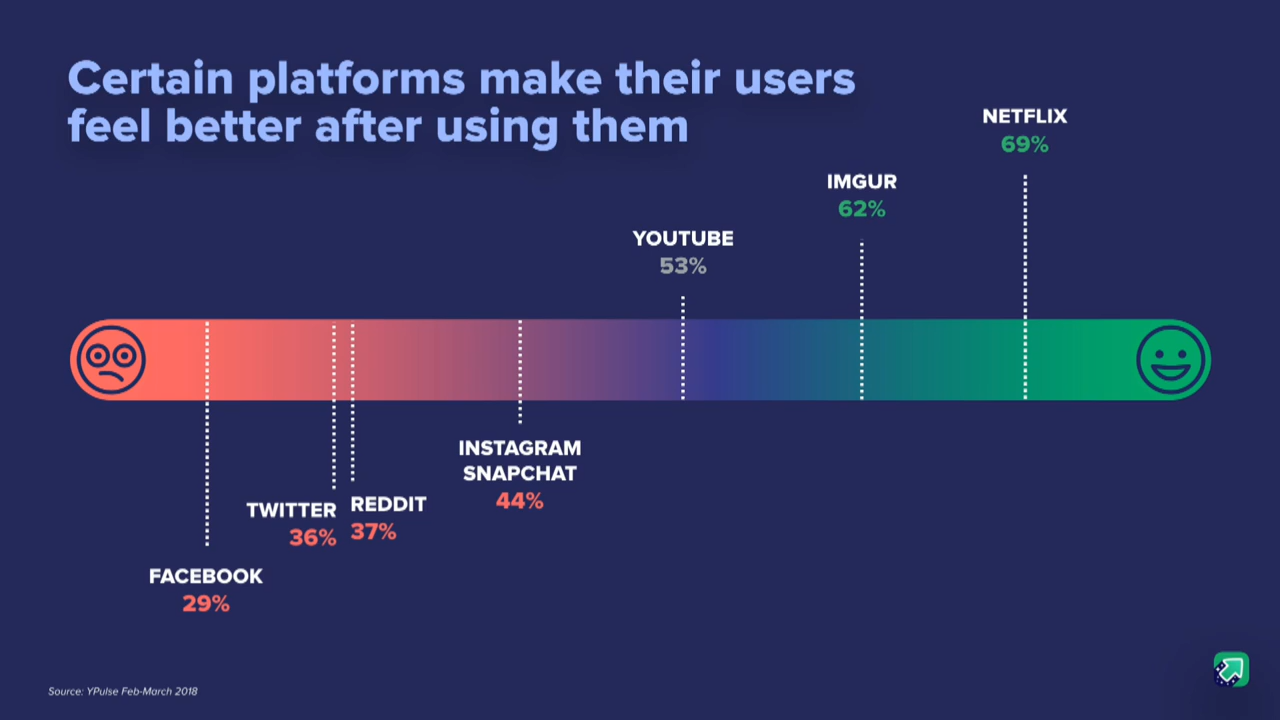 Certain platforms make their users
feel better after using them
NETFLIX
69%
IMGUR
62%
YOUTUBE
53%
INSTAGRAM
SNAPCHAT
44%
TWITTER
36%
REDDIT
37%
FACEBOOK
29%
Source: YPulse Feb-March 2018